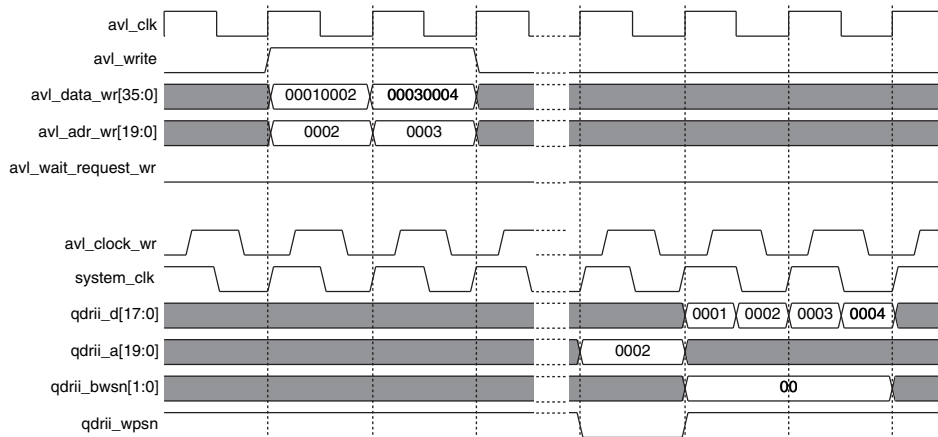 avl_clk
avl_write
avl_data_wr[35:0] 00010002 00030004
avl_adr_wr[19:0] 0002 0003
avl_wait_request_wr
avl_clock_wr
system_clk
qdrii_d[17:0] 0001 0002 0003 0004
qdrii_a[19:0] 0002
qdrii_bwsn[1:0] 00
qdrii_wpsn